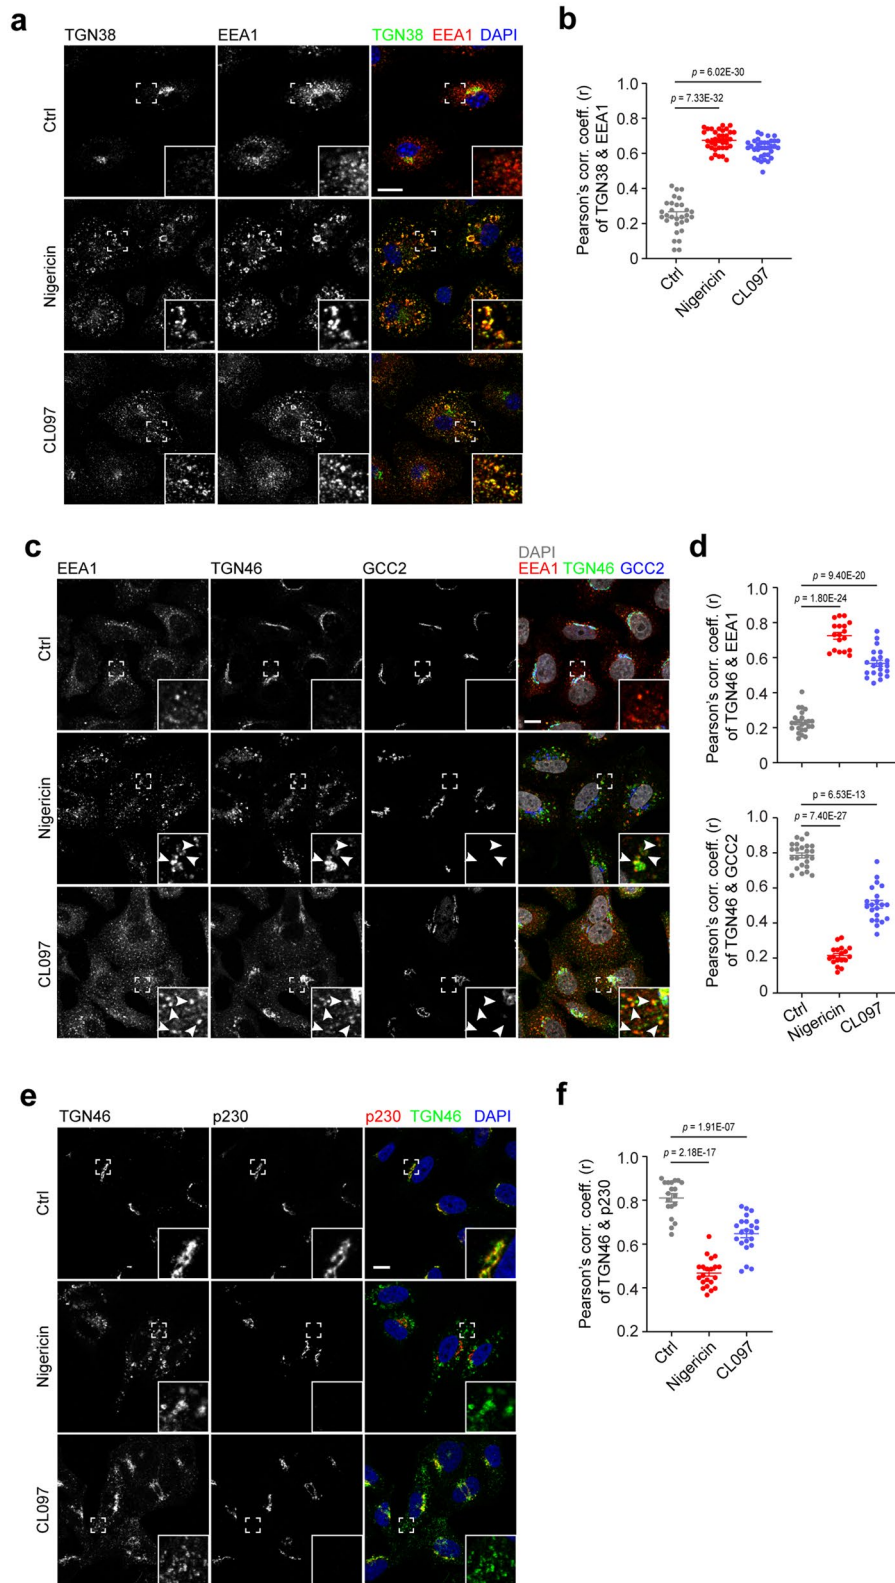 a
TGN38 EEA1 TGN38 EEA1 DAPI
Ctrl
Nigericin
CL097
b
p = 6.02E-30
p = 7.33E-32
Pearson's corr. coeff. (r)
of TGN38 & EEA1
1.0
0.8
0.6
0.4
0.2
0
Ctrl
Nigericin
CL097
c
DAPI
EEA1 TGN46 GCC2 EEA1 TGN46 GCC2
Ctrl
Nigericin
CL097
d
p = 9.40E-20
p = 1.80E-24
Pearson's corr. coeff. (r)
of TGN46 & EEA1
1.0
0.8
0.6
0.4
0.2
0
p = 6.53E-13
p = 7.40E-27
Pearson's corr. coeff. (r)
of TGN46 & GCC2
1.0
0.8
0.6
0.4
0.2
0
Ctrl
Nigericin
CL097
e
TGN46 p230 p230 TGN46 DAPI
Ctrl
Nigericin
CL097
f
p = 1.91E-07
p = 2.18E-17
Pearson's corr. coeff. (r)
of TGN46 & p230
1.0
0.8
0.6
0.4
0.2
Ctrl
Nigericin
CL097